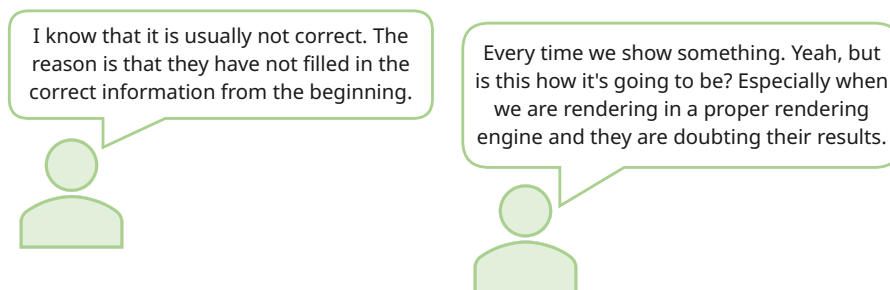 I know that it is usually not correct. The
reason is that they have not filled in the
correct information from the beginning.
Every time we show something. Yeah, but
is this how it's going to be? Especially when
we are rendering in a proper rendering
engine and they are doubting their results.